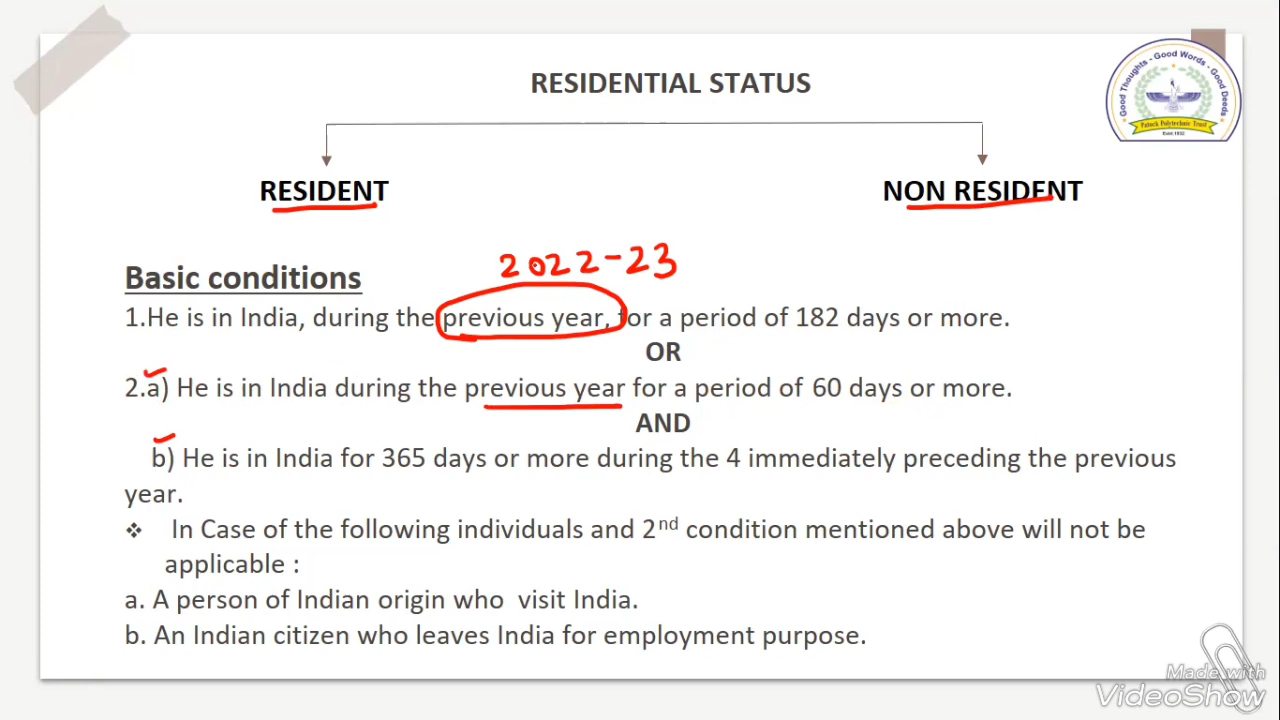 RESIDENTIAL STATUS
Good Thoughts - Good Words - Good Deeds
Patuck Polytechnic Trust
RESIDENT
NON RESIDENT
2022-23
Basic conditions
1.He is in India, during the previous year, for a period of 182 days or more.
OR
2.a) He is in India during the previous year for a period of 60 days or more.
AND
b) He is in India for 365 days or more during the 4 immediately preceding the previous
year.
❖ In Case of the following individuals and 2nd condition mentioned above will not be
applicable :
a. A person of Indian origin who visit India.
b. An Indian citizen who leaves India for employment purpose.
Made with
VideoShow